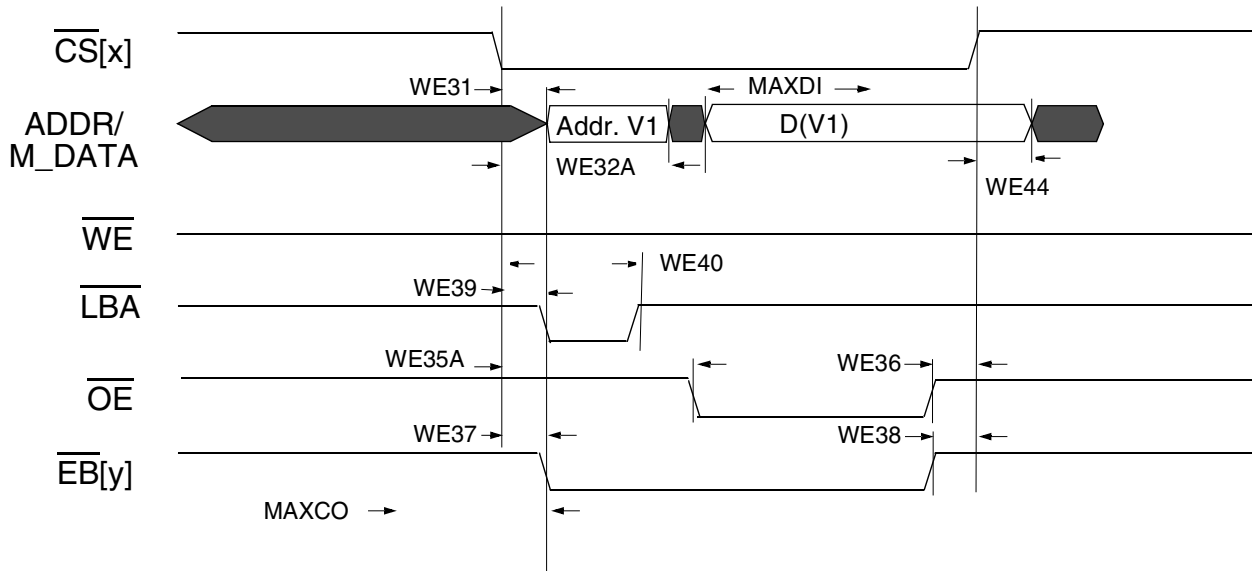 CS[x]
WE31
MAXDI
ADDR/
M_DATA
Addr. V1
D(V1)
WE32A
WE44
WE
WE40
WE39
LBA
WE35A
WE36
OE
WE37
WE38
EB[y]
MAXCO